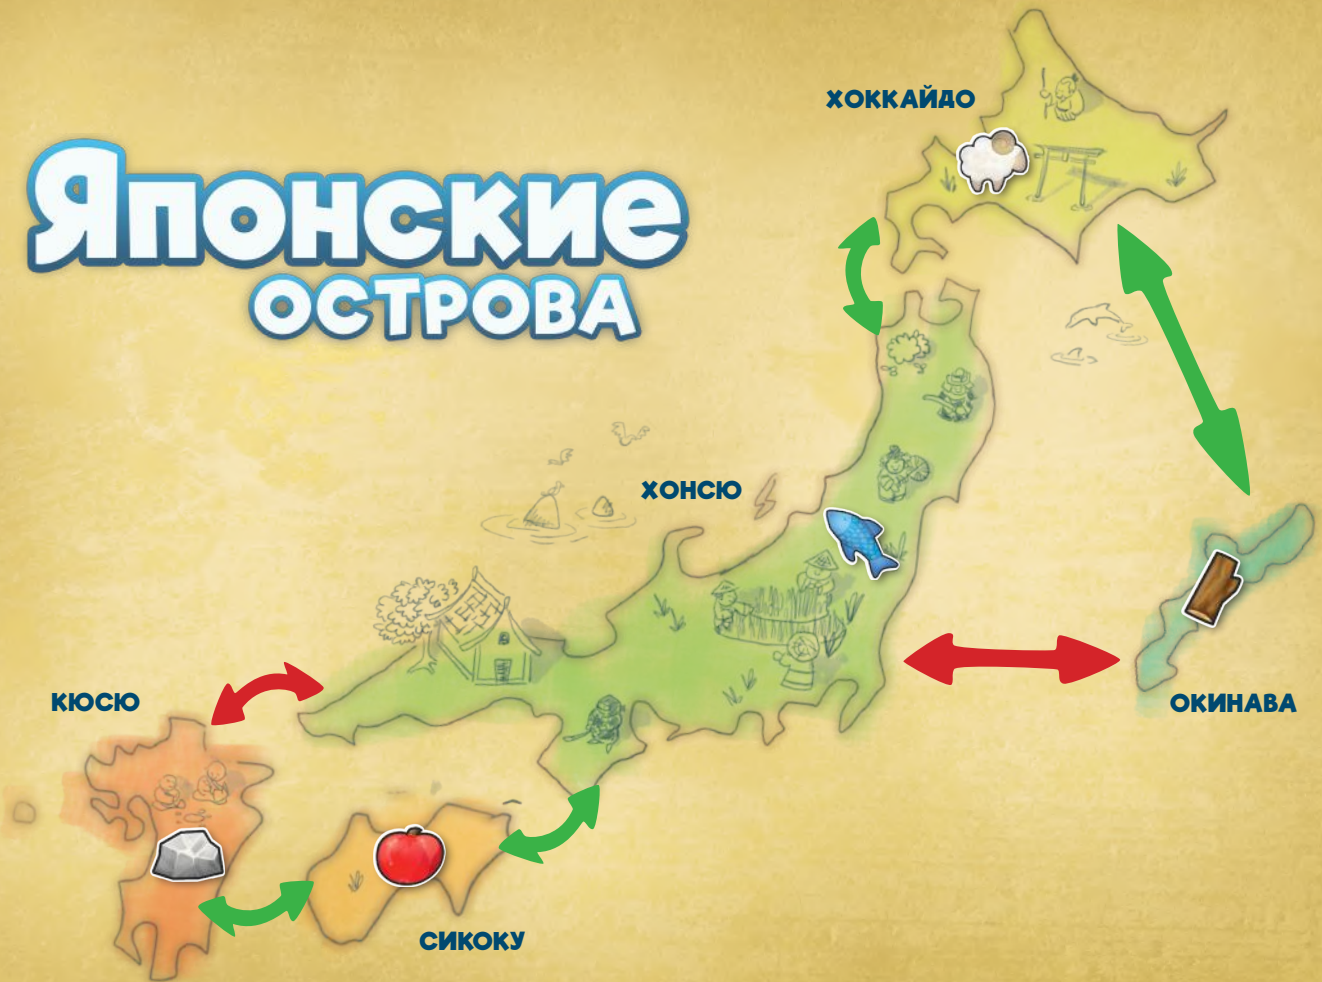 Японские
острова
ХОККАЙДО
ХОНСЮ
КЮСЮ
ОКИНАВА
СИКОКУ